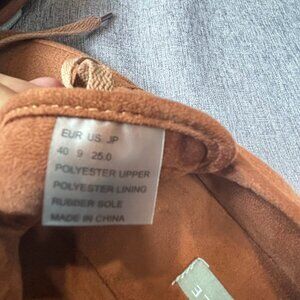 EUR US JP
40 9 25.0
POLYESTER UPPER
POLYESTER LINING
RUBBER SOLE
MADE IN CHINA
E